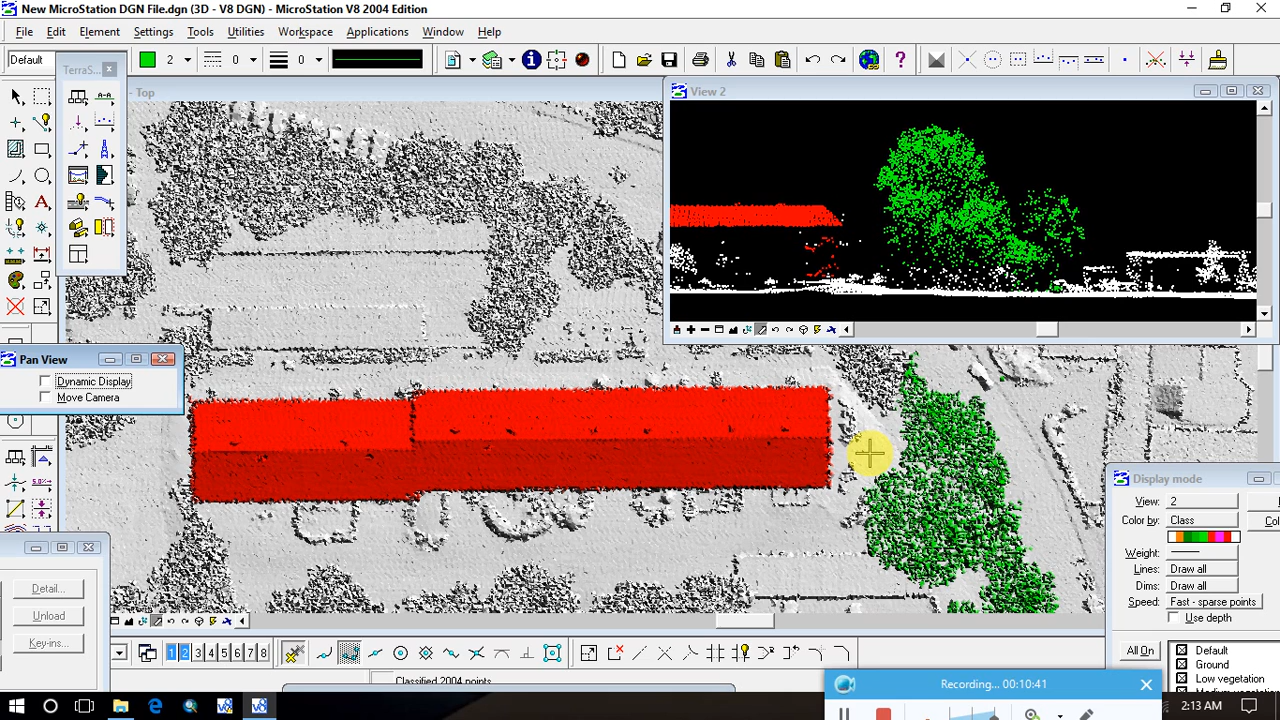 New MicroStation DGN File.dgn (3D - V8 DGN) - MicroStation V8 2004 Edition
File Edit Element Settings Tools Utilities Workspace Applications Window Help
Default 2 0 0
TerraS...
- Top
View 2
Pan View
Dynamic Display
Move Camera
Display mode
View: 2
Color by: Class
Weight:
Lines: Draw all
Dims: Draw all
Speed: Fast - sparse points
Use depth
All On
Default
Ground
Low vegetation
Detail...
Unload
Key-ins...
1 2 3 4 5 6 7 8
Classified 2004 points
Recording... 00:10:41
2:13 AM